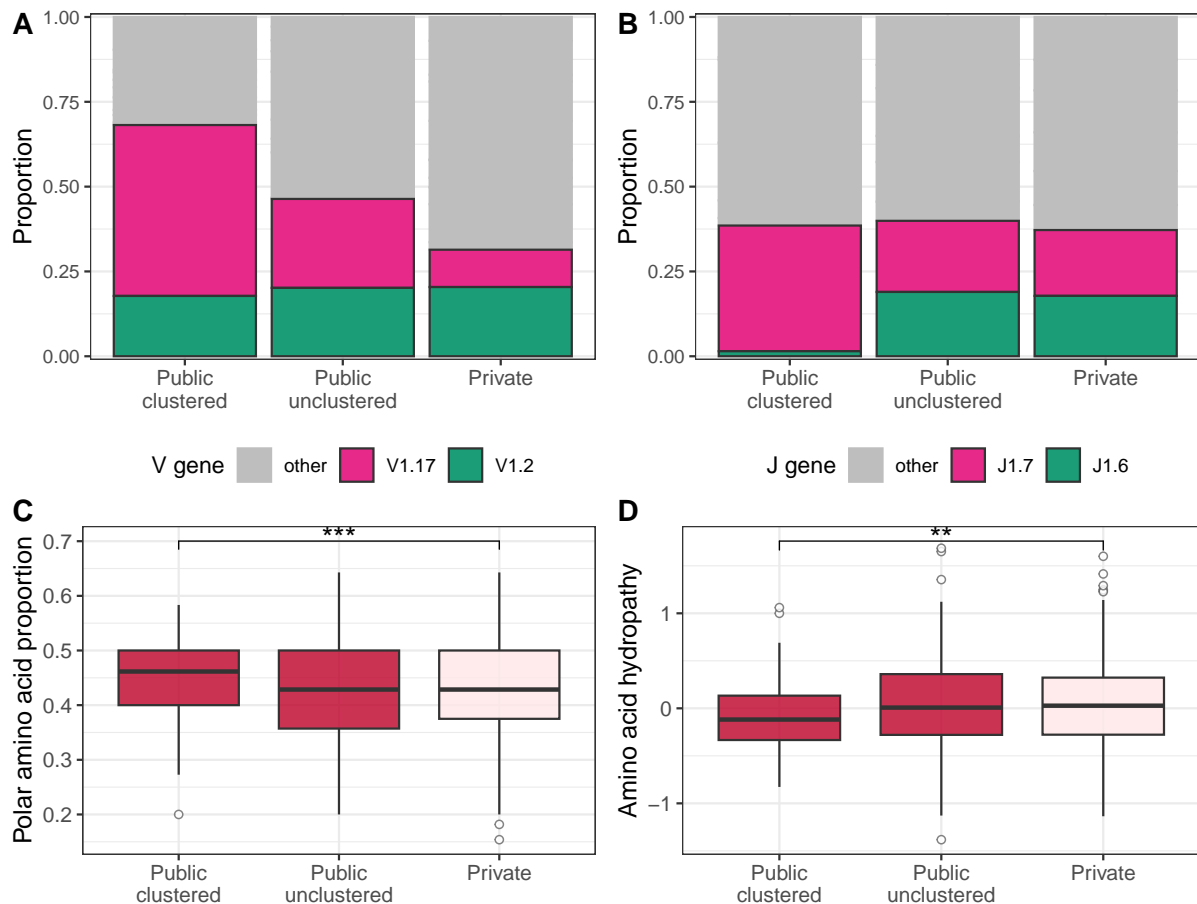 A
B
1.00
0.75
0.50
0.25
0.00
Proportion
Public
clustered
Public
unclustered
Private
V gene other V1.17 V1.2
1.00
0.75
0.50
0.25
0.00
Proportion
Public
clustered
Public
unclustered
Private
J gene other J1.7 J1.6
C
***
0.7
0.6
0.5
0.4
0.3
0.2
Polar amino acid proportion
Public
clustered
Public
unclustered
Private
D
**
1
0
−1
Amino acid hydropathy
Public
clustered
Public
unclustered
Private